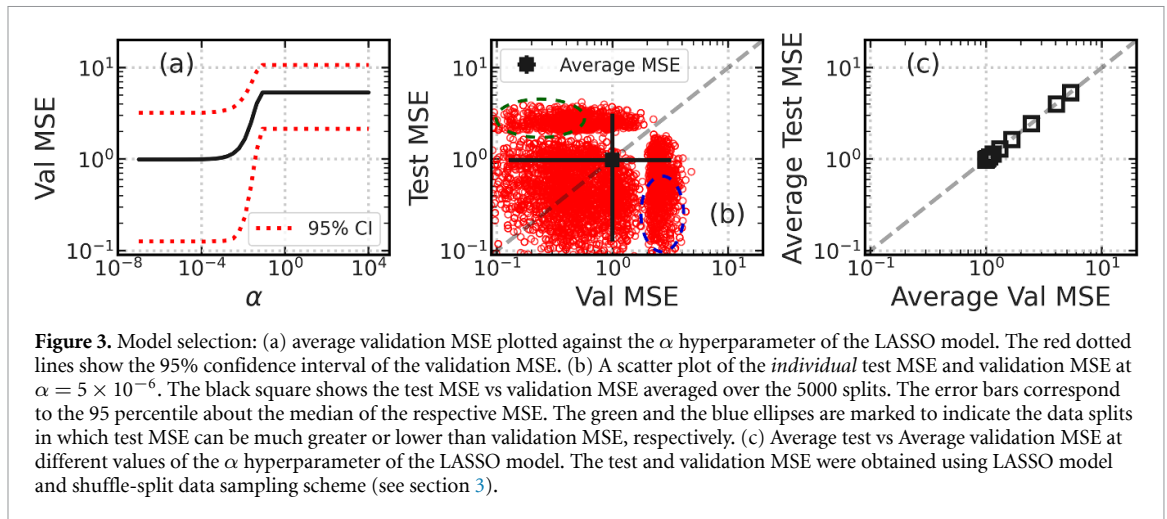 (a)
Val MSE
10¹
10⁰
10⁻¹
95% CI
10⁻⁸ 10⁻⁴ 10⁰ 10⁴
α
Average MSE
Test MSE
10¹
10⁰
10⁻¹
(b)
10⁻¹ 10⁰ 10¹
Val MSE
(c)
Average Test MSE
10¹
10⁰
10⁻¹
10⁻¹ 10⁰ 10¹
Average Val MSE
Figure 3. Model selection: (a) average validation MSE plotted against the α hyperparameter of the LASSO model. The red dotted
lines show the 95% confidence interval of the validation MSE. (b) A scatter plot of the individual test MSE and validation MSE at
α = 5 × 10⁻⁶. The black square shows the test MSE vs validation MSE averaged over the 5000 splits. The error bars correspond
to the 95 percentile about the median of the respective MSE. The green and the blue ellipses are marked to indicate the data splits
in which test MSE can be much greater or lower than validation MSE, respectively. (c) Average test vs Average validation MSE at
different values of the α hyperparameter of the LASSO model. The test and validation MSE were obtained using LASSO model
and shuffle-split data sampling scheme (see section 3).